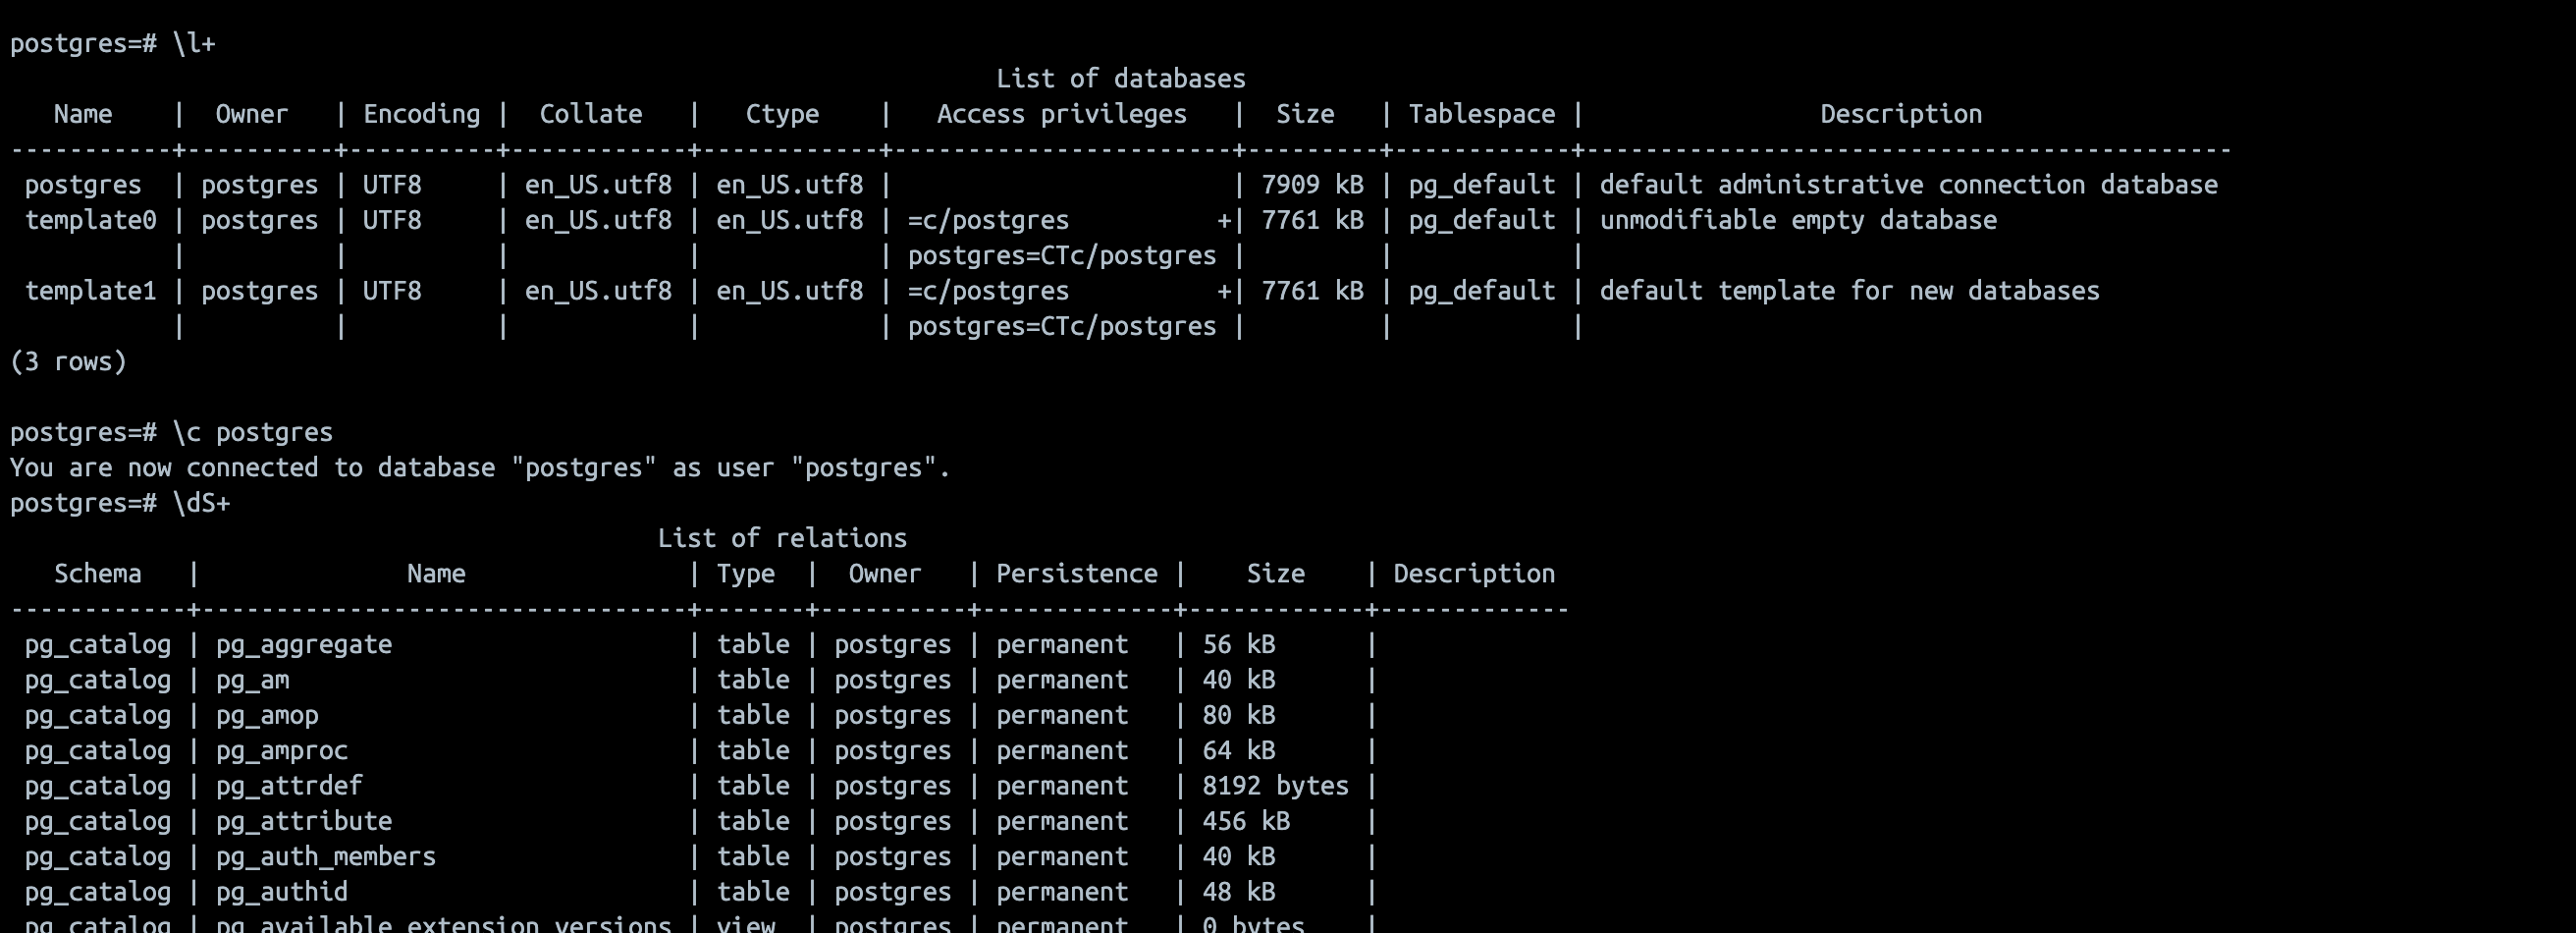 postgres=# \l+
                                                                   List of databases
   Name    |  Owner   | Encoding |  Collate   |   Ctype    |   Access privileges   |  Size   | Tablespace |                Description
-----------+----------+----------+------------+------------+-----------------------+---------+------------+--------------------------------------------
 postgres  | postgres | UTF8     | en_US.utf8 | en_US.utf8 |                       | 7909 kB | pg_default | default administrative connection database
 template0 | postgres | UTF8     | en_US.utf8 | en_US.utf8 | =c/postgres          +| 7761 kB | pg_default | unmodifiable empty database
           |          |          |            |            | postgres=CTc/postgres |         |            |
 template1 | postgres | UTF8     | en_US.utf8 | en_US.utf8 | =c/postgres          +| 7761 kB | pg_default | default template for new databases
           |          |          |            |            | postgres=CTc/postgres |         |            |
(3 rows)

postgres=# \c postgres
You are now connected to database "postgres" as user "postgres".
postgres=# \dS+
                                            List of relations
   Schema   |              Name               | Type  |  Owner   | Persistence |    Size    | Description
------------+---------------------------------+-------+----------+-------------+------------+-------------
 pg_catalog | pg_aggregate                    | table | postgres | permanent   | 56 kB      |
 pg_catalog | pg_am                           | table | postgres | permanent   | 40 kB      |
 pg_catalog | pg_amop                         | table | postgres | permanent   | 80 kB      |
 pg_catalog | pg_amproc                       | table | postgres | permanent   | 64 kB      |
 pg_catalog | pg_attrdef                      | table | postgres | permanent   | 8192 bytes |
 pg_catalog | pg_attribute                    | table | postgres | permanent   | 456 kB     |
 pg_catalog | pg_auth_members                 | table | postgres | permanent   | 40 kB      |
 pg_catalog | pg_authid                       | table | postgres | permanent   | 48 kB      |
 pg_catalog | pg_available_extension_versions | view  | postgres | permanent   | 0 bytes    |